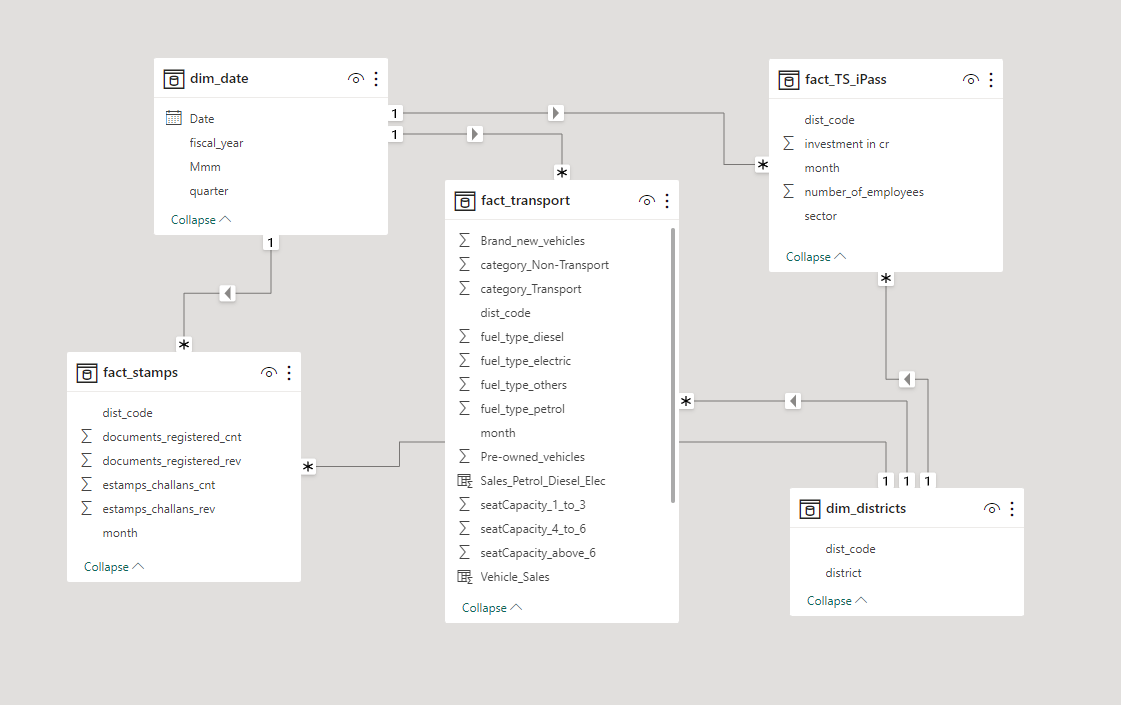 dim_date
Date
fiscal_year
Mmm
quarter
Collapse
1
1
1
*
*
*
fact_TS_iPass
dist_code
investment in cr
month
number_of_employees
sector
Collapse
*
fact_transport
Brand_new_vehicles
category_Non-Transport
category_Transport
dist_code
fuel_type_diesel
fuel_type_electric
fuel_type_others
fuel_type_petrol
month
Pre-owned_vehicles
Sales_Petrol_Diesel_Elec
seatCapacity_1_to_3
seatCapacity_4_to_6
seatCapacity_above_6
Vehicle_Sales
Collapse
*
fact_stamps
dist_code
documents_registered_cnt
documents_registered_rev
estamps_challans_cnt
estamps_challans_rev
month
Collapse
*
1 1 1
dim_districts
dist_code
district
Collapse